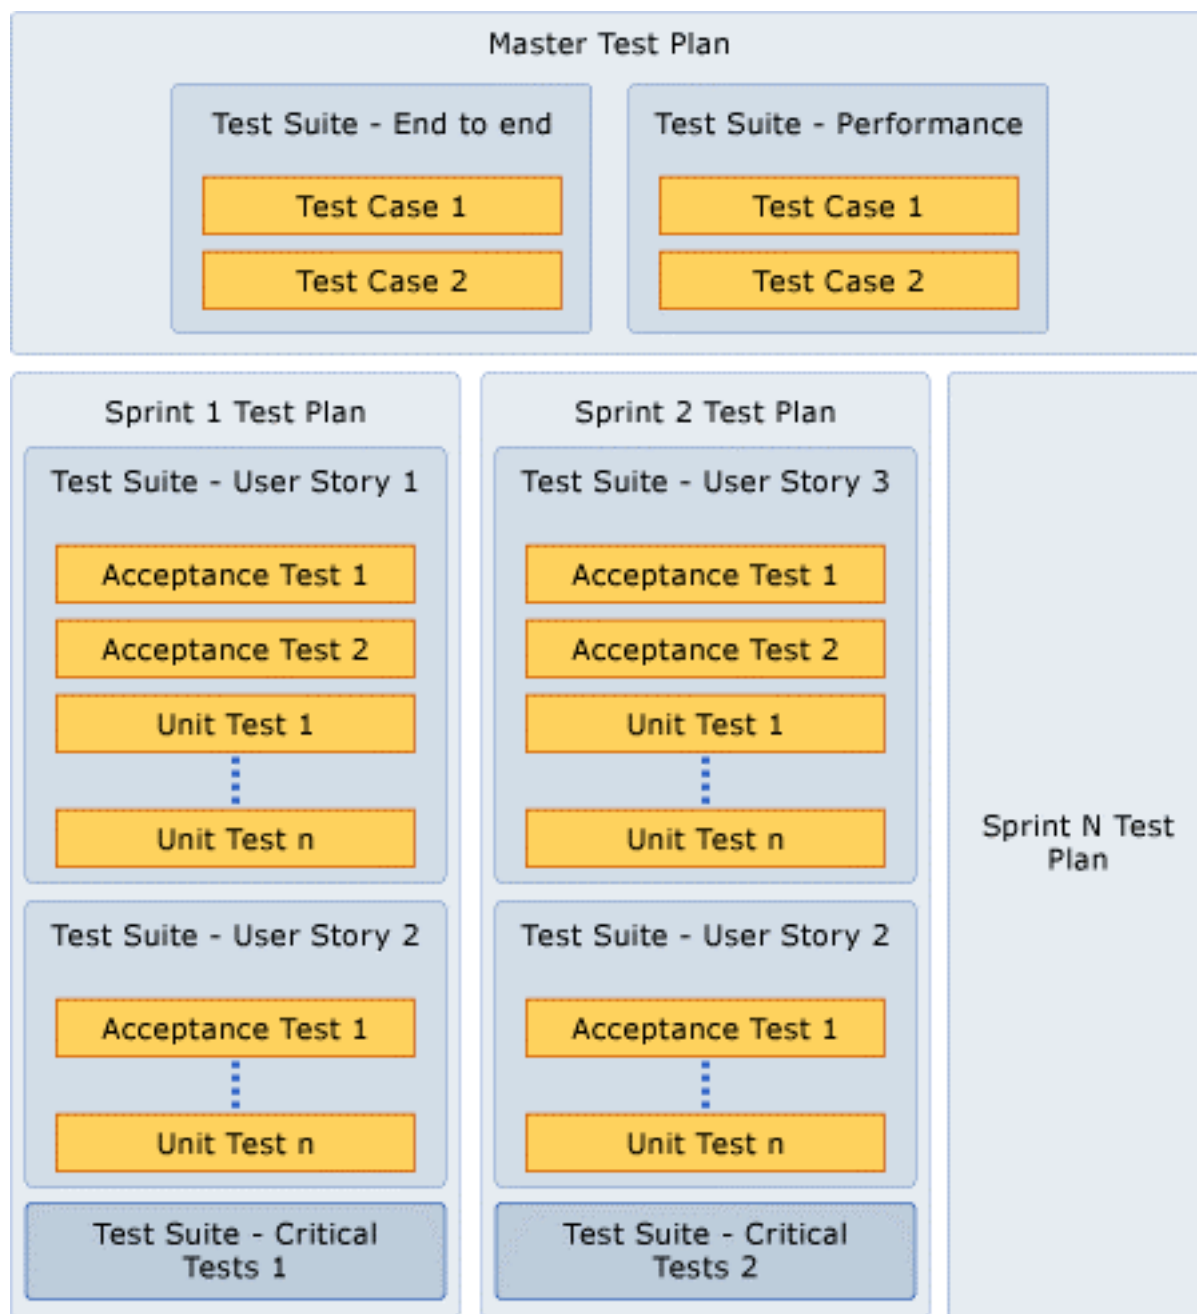 Master Test Plan
Test Suite - End to end
Test Case 1
Test Case 2
Test Suite - Performance
Test Case 1
Test Case 2
Sprint 1 Test Plan
Test Suite - User Story 1
Acceptance Test 1
Acceptance Test 2
Unit Test 1
Unit Test n
Test Suite - User Story 2
Acceptance Test 1
Unit Test n
Test Suite - Critical
Tests 1
Sprint 2 Test Plan
Test Suite - User Story 3
Acceptance Test 1
Acceptance Test 2
Unit Test 1
Unit Test n
Test Suite - User Story 2
Acceptance Test 1
Unit Test n
Test Suite - Critical
Tests 2
Sprint N Test
Plan